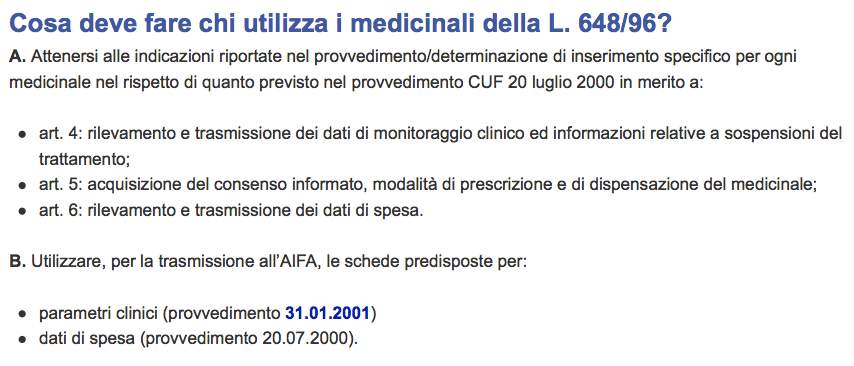 Cosa deve fare chi utilizza i medicinali della L. 648/96?
A. Attenersi alle indicazioni riportate nel provvedimento/determinazione di inserimento specifico per ogni
medicinale nel rispetto di quanto previsto nel provvedimento CUF 20 luglio 2000 in merito a:
• art. 4: rilevamento e trasmissione dei dati di monitoraggio clinico ed informazioni relative a sospensioni del
trattamento;
• art. 5: acquisizione del consenso informato, modalità di prescrizione e di dispensazione del medicinale;
• art. 6: rilevamento e trasmissione dei dati di spesa.
B. Utilizzare, per la trasmissione all’AIFA, le schede predisposte per:
• parametri clinici (provvedimento 31.01.2001)
• dati di spesa (provvedimento 20.07.2000).